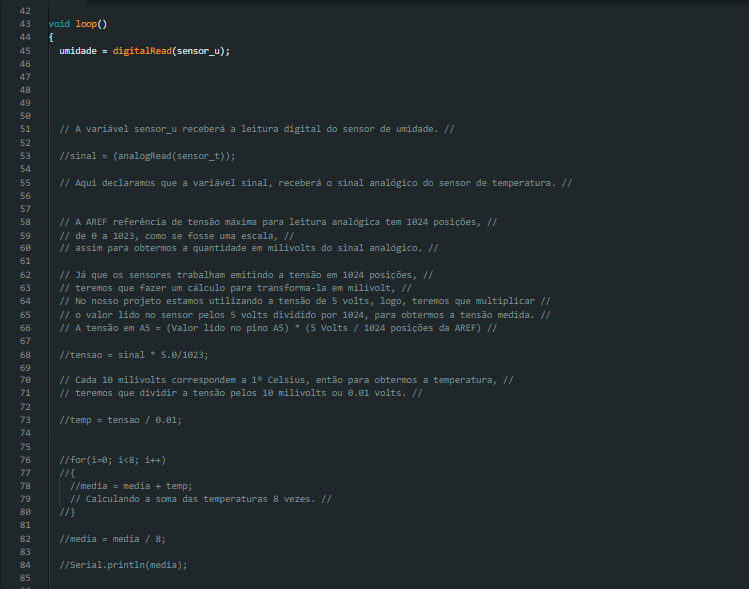 42
43 void loop()
44 {
45 umidade = digitalRead(sensor_u);
46
47
48
49
50
51 // A variável sensor_u receberá a leitura digital do sensor de umidade. //
52
53 //sinal = (analogRead(sensor_t));
54
55 // Aqui declaramos que a variável sinal, receberá o sinal analógico do sensor de temperatura. //
56
57
58 // A AREF referência de tensão máxima para leitura analógica tem 1024 posições, //
59 // de 0 a 1023, como se fosse uma escala, //
60 // assim para obtermos a quantidade em milivolts do sinal analógico. //
61
62 // Já que os sensores trabalham emitindo a tensão em 1024 posições, //
63 // teremos que fazer um cálculo para transforma-la em milivolt, //
64 // No nosso projeto estamos utilizando a tensão de 5 volts, logo, teremos que multiplicar //
65 // o valor lido no sensor pelos 5 volts dividido por 1024, para obtermos a tensão medida. //
66 // A tensão em A5 = (Valor lido no pino A5) * (5 Volts / 1024 posições da AREF) //
67
68 //tensao = sinal * 5.0/1023;
69
70 // Cada 10 milivolts correspondem a 1º Celsius, então para obtermos a temperatura, //
71 // teremos que dividir a tensão pelos 10 milivolts ou 0.01 volts. //
72
73 //temp = tensao / 0.01;
74
75
76 //for(i=0; i<8; i++)
77 //{
78 //media = media + temp;
79 // Calculando a soma das temperaturas 8 vezes. //
80 //}
81
82 //media = media / 8;
83
84 //Serial.println(media);
85